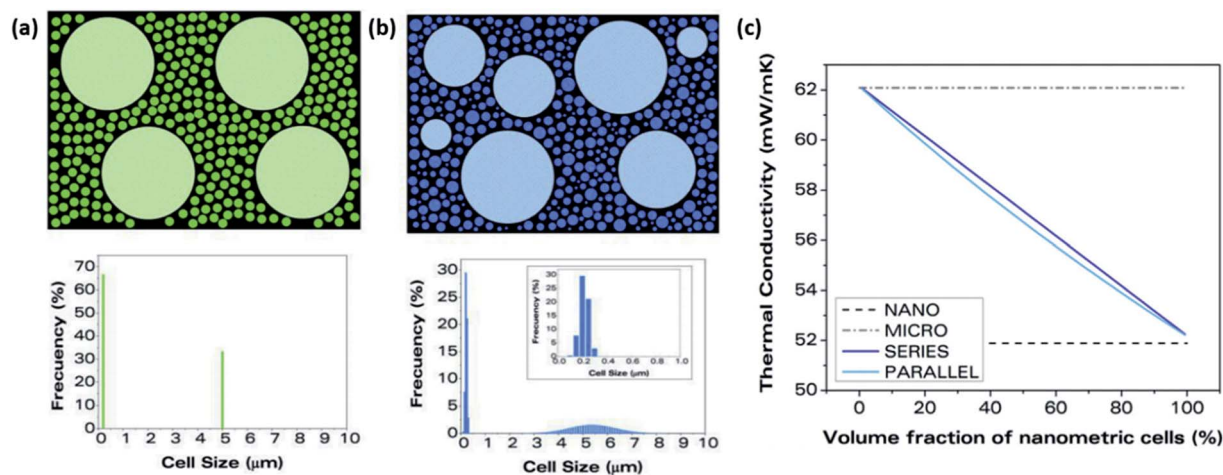 (a)
(b)
(c)
Frecuency (%)
70
60
50
40
30
20
10
0
0 1 2 3 4 5 6 7 8 9 10
Cell Size (μm)
Frecuency (%)
30
25
20
15
10
5
0
0 1 2 3 4 5 6 7 8 9 10
Cell Size (μm)
Frecuency (%)
30
25
20
15
10
5
0
0.0 0.2 0.4 0.6 0.8 1.0
Cell Size (μm)
Thermal Conductivity (mW/mK)
62
60
58
56
54
52
50
NANO
MICRO
SERIES
PARALLEL
0 20 40 60 80 100
Volume fraction of nanometric cells (%)